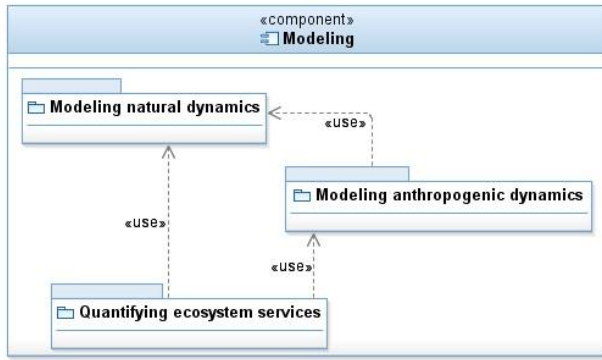 «component»
Modeling
Modeling natural dynamics
«use»
Modeling anthropogenic dynamics
«use»
«use»
Quantifying ecosystem services